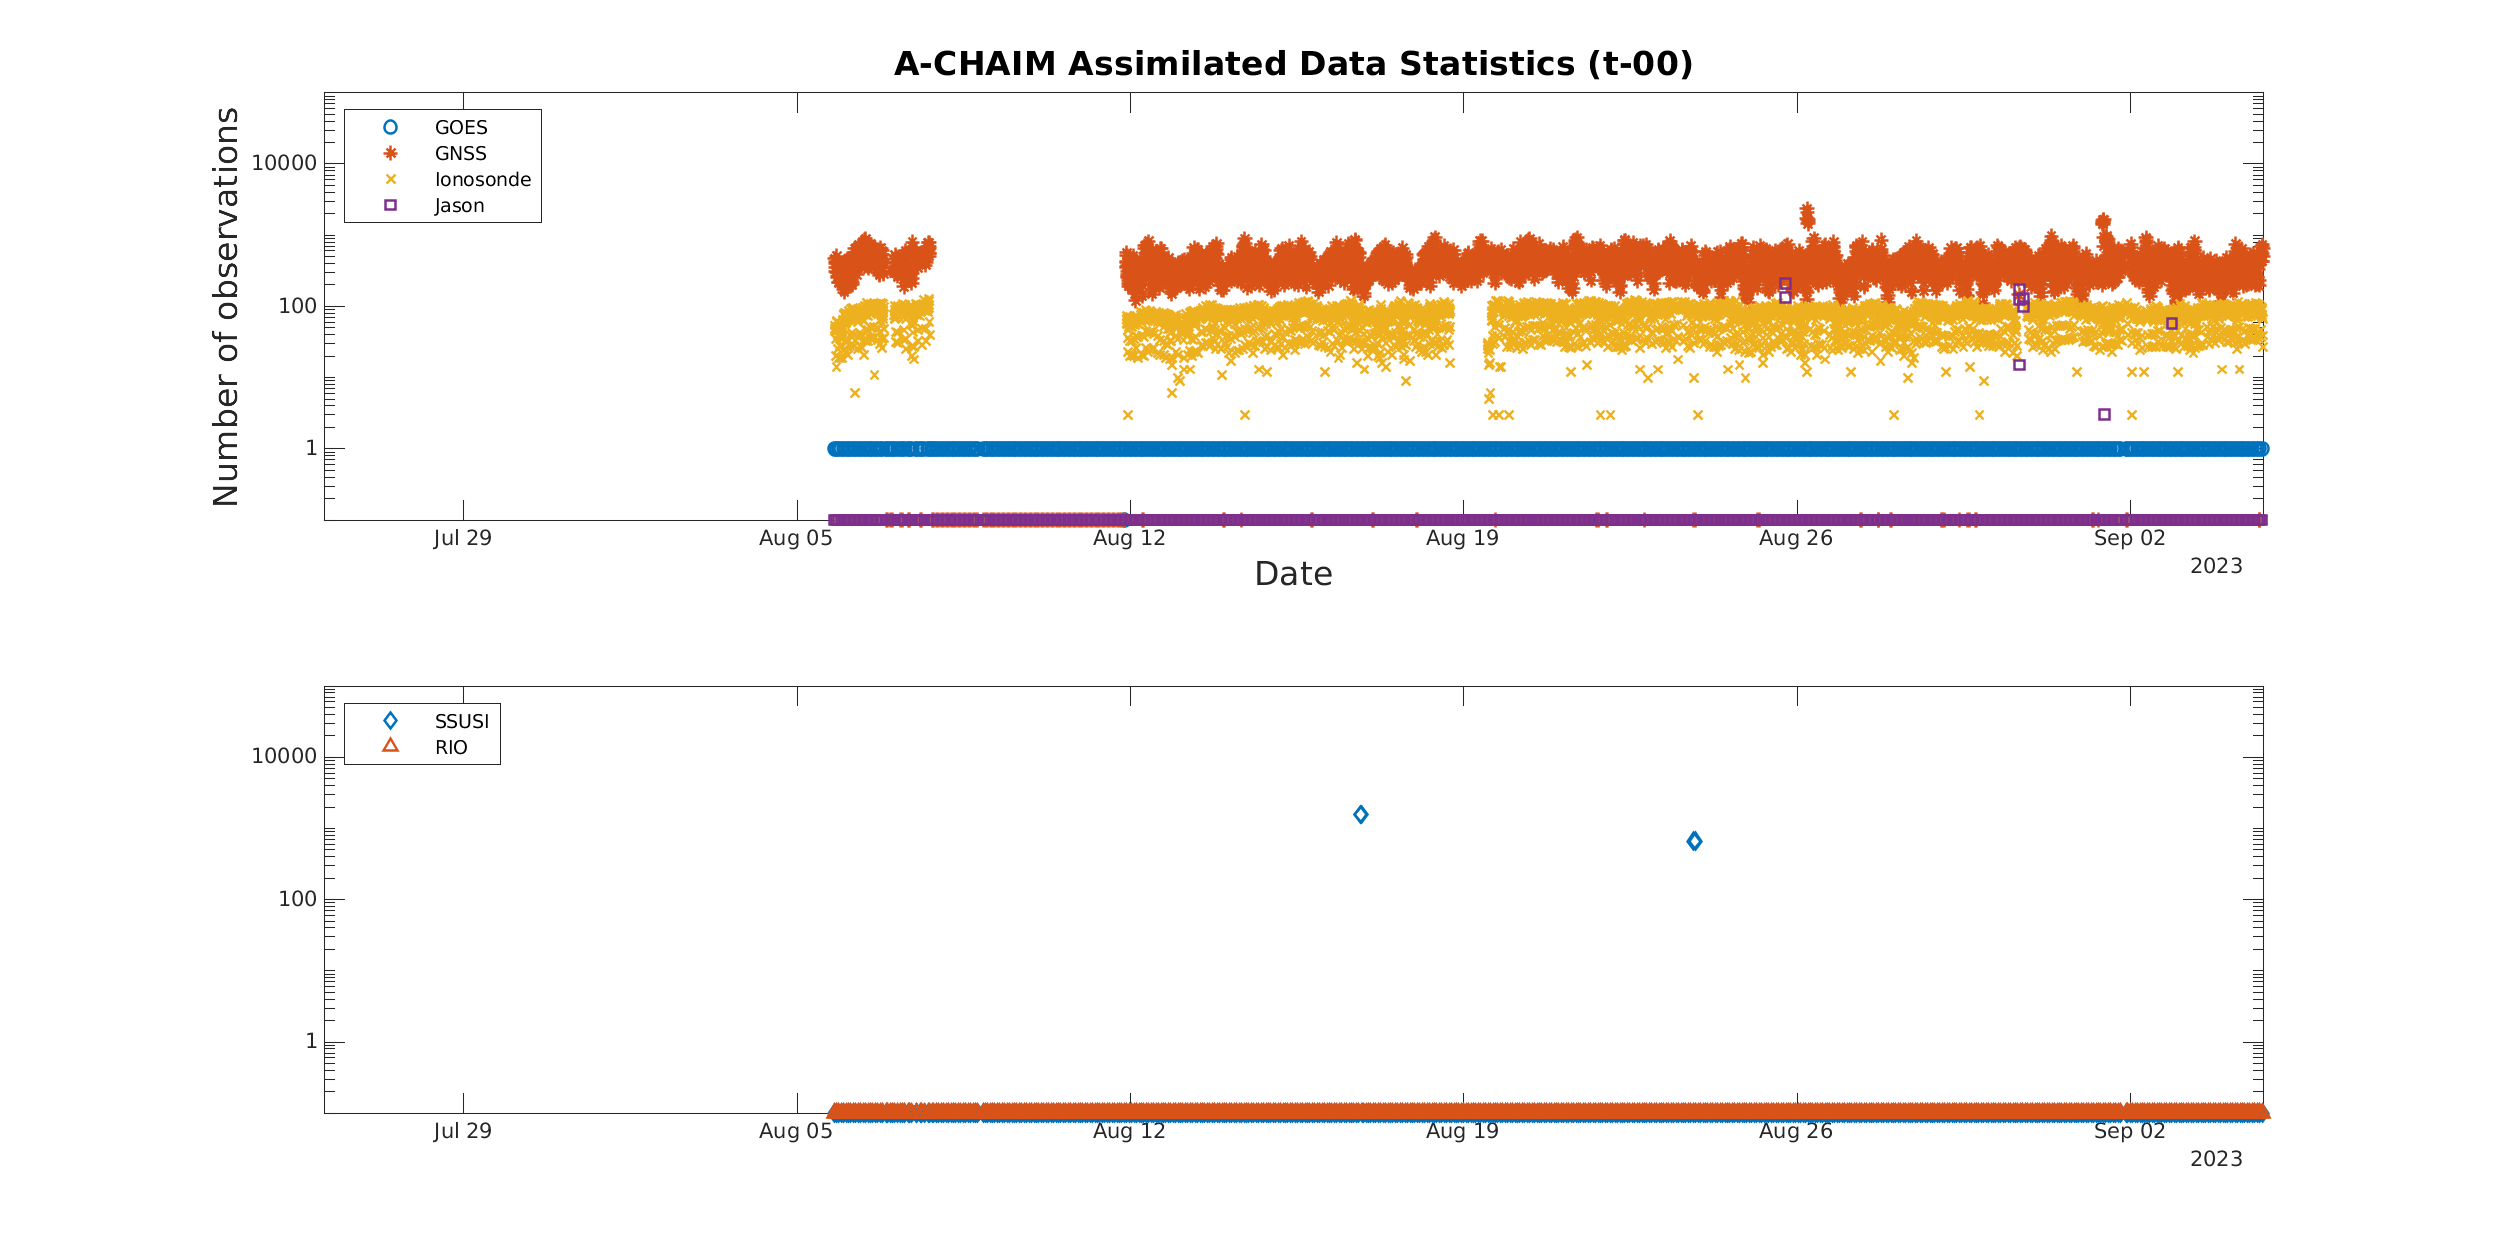 A-CHAIM Assimilated Data Statistics (t-00)
Number of observations
10000
100
1
GOES
GNSS
Ionosonde
Jason
Jul 29 Aug 05 Aug 12 Aug 19 Aug 26 Sep 02
2023
Date
10000
100
1
SSUSI
RIO
Jul 29 Aug 05 Aug 12 Aug 19 Aug 26 Sep 02
2023